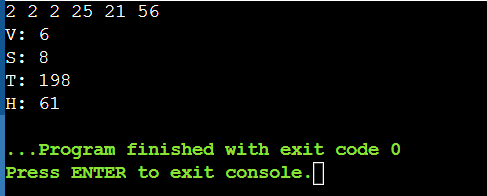 2 2 2 25 21 56
V: 6
S: 8
T: 198
H: 61
...Program finished with exit code 0
Press ENTER to exit console.